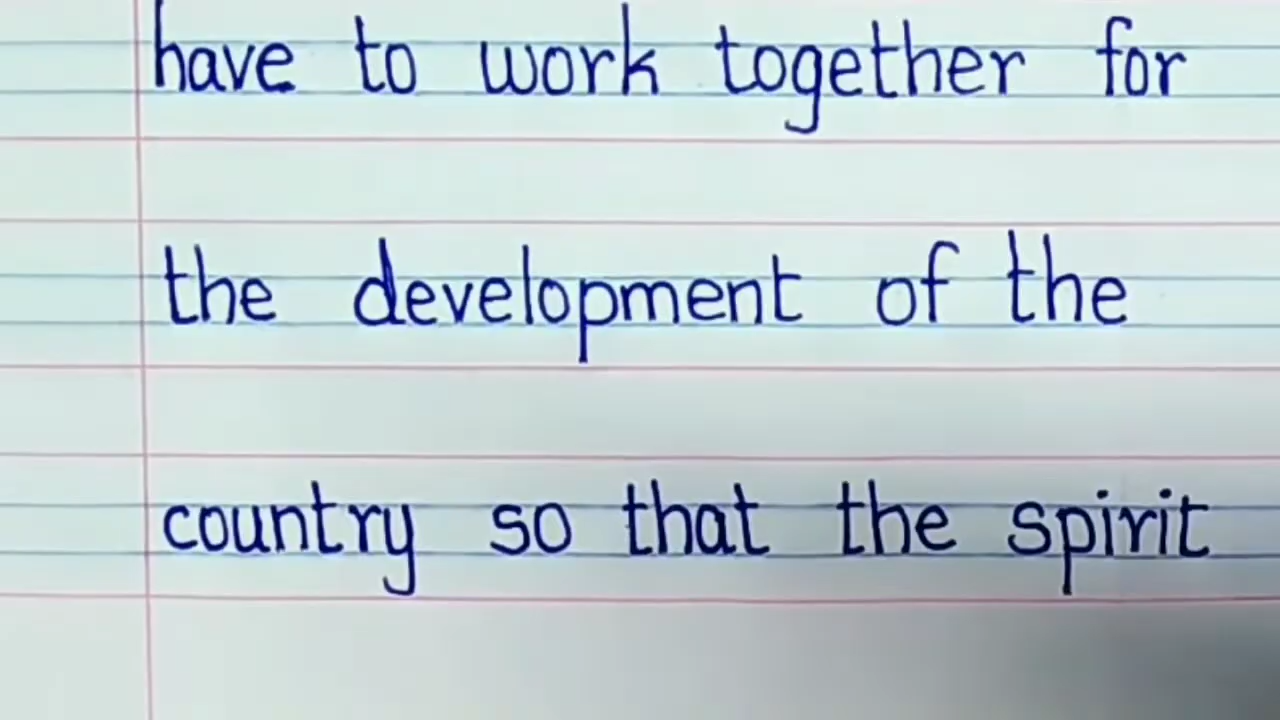 have to work together for
the development of the
country so that the spirit